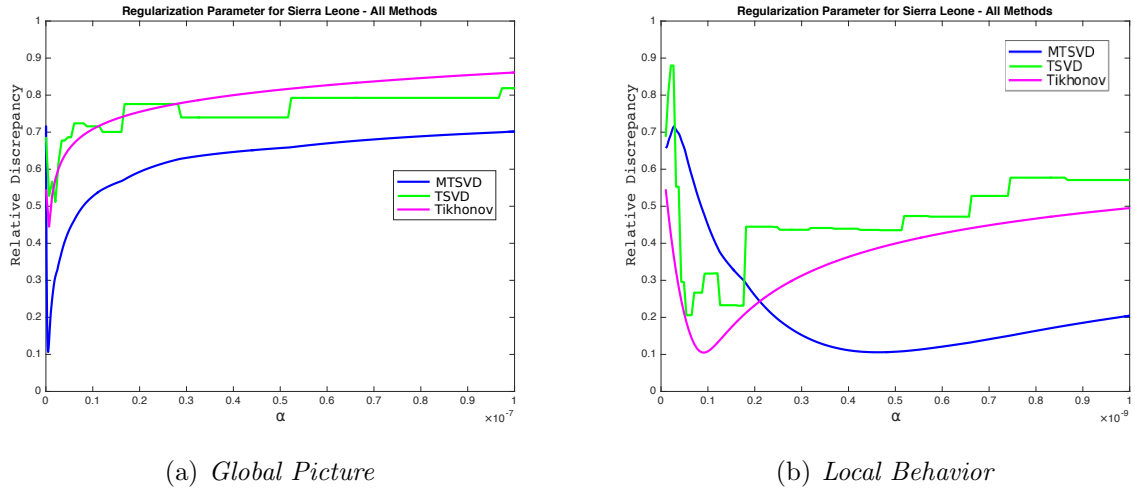 Regularization Parameter for Sierra Leone - All Methods
1
0.9
0.8
0.7
0.6
0.5
0.4
0.3
0.2
0.1
0
Relative Discrepancy
MTSVD
TSVD
Tikhonov
0 0.1 0.2 0.3 0.4 0.5 0.6 0.7 0.8 0.9 1
α
×10⁻⁷
(a) Global Picture
Regularization Parameter for Sierra Leone - All Methods
1
0.9
0.8
0.7
0.6
0.5
0.4
0.3
0.2
0.1
0
Relative Discrepancy
MTSVD
TSVD
Tikhonov
0 0.1 0.2 0.3 0.4 0.5 0.6 0.7 0.8 0.9 1
α
×10⁻⁹
(b) Local Behavior